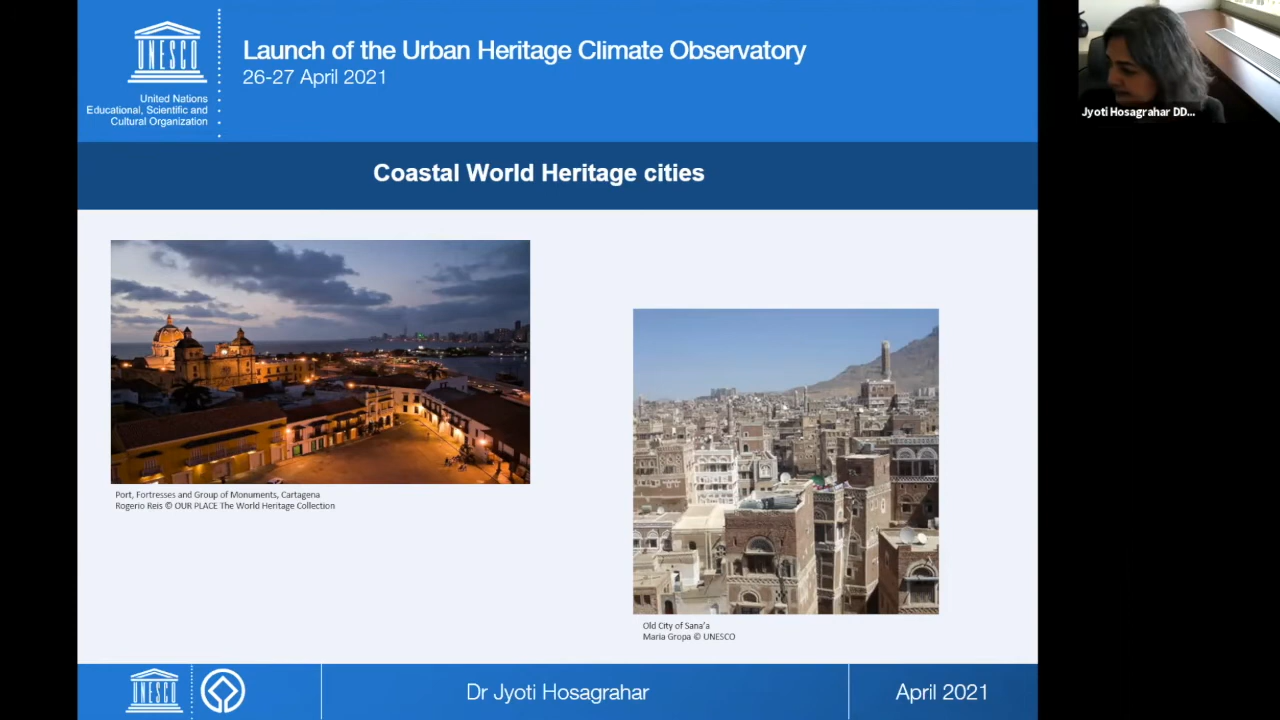 UNESCO
United Nations
Educational, Scientific and
Cultural Organization
Launch of the Urban Heritage Climate Observatory
26-27 April 2021
Jyoti Hosagrahar DD...
Coastal World Heritage cities
Port, Fortresses and Group of Monuments, Cartagena
Rogerio Reis © OUR PLACE The World Heritage Collection
Old City of Sana'a
Maria Gropa © UNESCO
UNESCO
Dr Jyoti Hosagrahar
April 2021